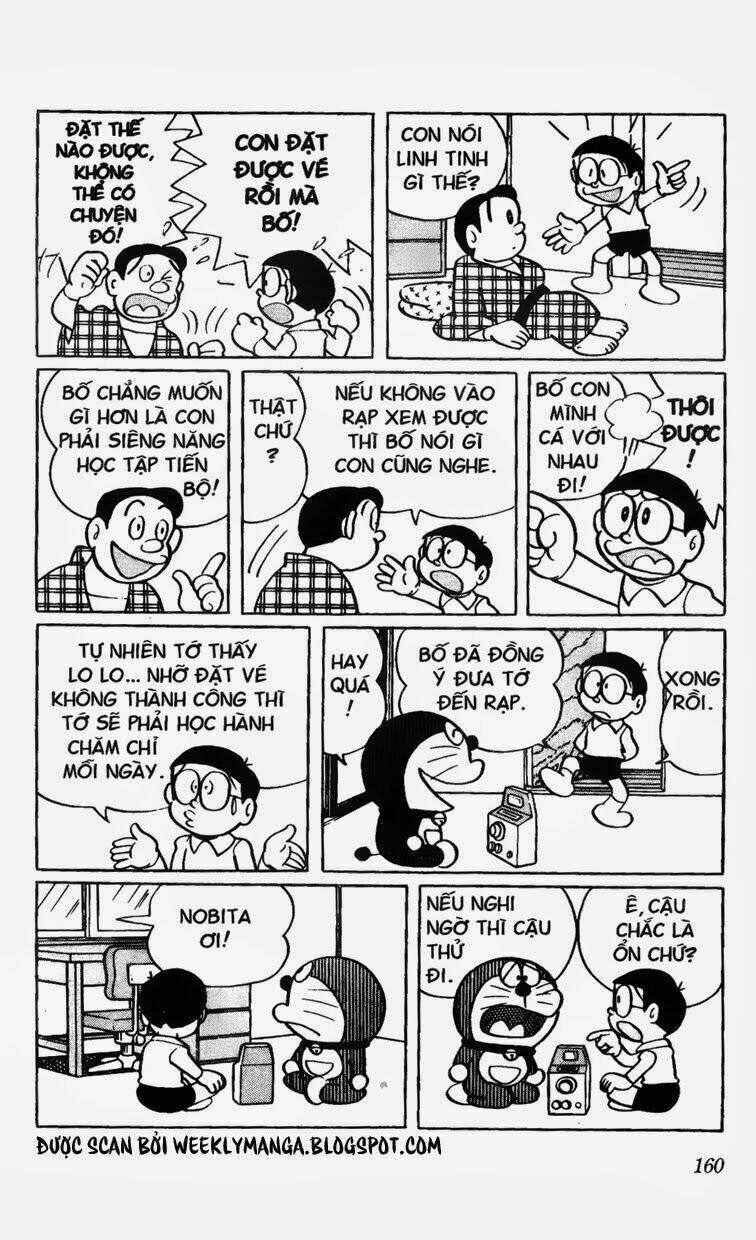 CON NÓI
LINH TINH
GÌ THẾ?
CON ĐẶT
ĐƯỢC VÉ
RỒI MÀ
BỐ!
ĐẶT THẾ
NÀO ĐƯỢC,
KHÔNG
THỂ CÓ
CHUYỆN
ĐÓ!
THÔI
ĐƯỢC
!
BỐ CON
MÌNH
CÁ VỚI
NHAU
ĐI!
NẾU KHÔNG VÀO
RẠP XEM ĐƯỢC
THÌ BỐ NÓI GÌ
CON CŨNG NGHE.
THẬT
CHỨ
?
BỐ CHẲNG MUỐN
GÌ HƠN LÀ CON
PHẢI SIÊNG NĂNG
HỌC TẬP TIẾN
BỘ!
XONG
RỒI.
BỐ ĐÃ ĐỒNG
Ý ĐƯA TỚ
ĐẾN RẠP.
HAY
QUÁ
!
TỰ NHIÊN TỚ THẤY
LO LO... NHỠ ĐẶT VÉ
KHÔNG THÀNH CÔNG THÌ
TỚ SẼ PHẢI HỌC HÀNH
CHĂM CHỈ
MỖI NGÀY.
Ê, CẬU
CHẮC LÀ
ỔN CHỨ?
NẾU NGHI
NGỜ THÌ CẬU
THỬ
ĐI.
NOBITA
ƠI!
ĐƯỢC SCAN BỞI WEEKLYMANGA.BLOGSPOT.COM
160